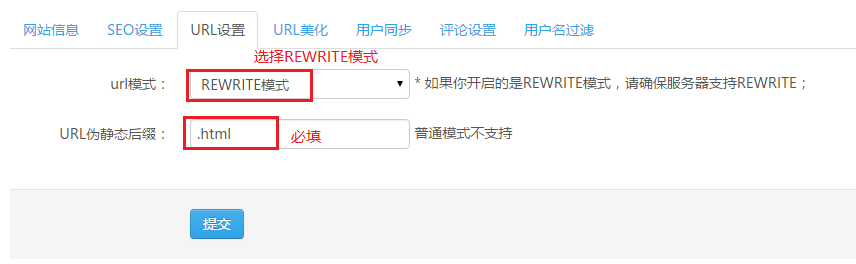 网站信息 SEO设置 URL设置 URL美化 用户同步 评论设置 用户名过滤
选择REWRITE模式
url模式： REWRITE模式 * 如果你开启的是REWRITE模式，请确保服务器支持REWRITE；
URL伪静态后缀： .html 必填 普通模式不支持
提交